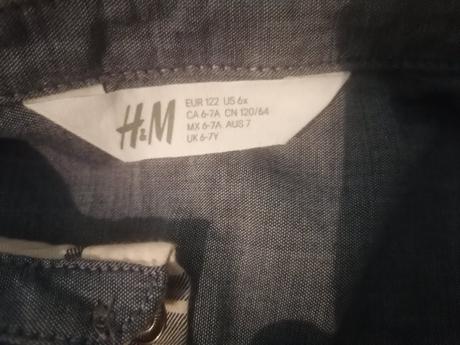 H&M
EUR 122 US 6x
CA 6-7A CN 120/64
MX 6-7A AUS 7
UK 6-7Y